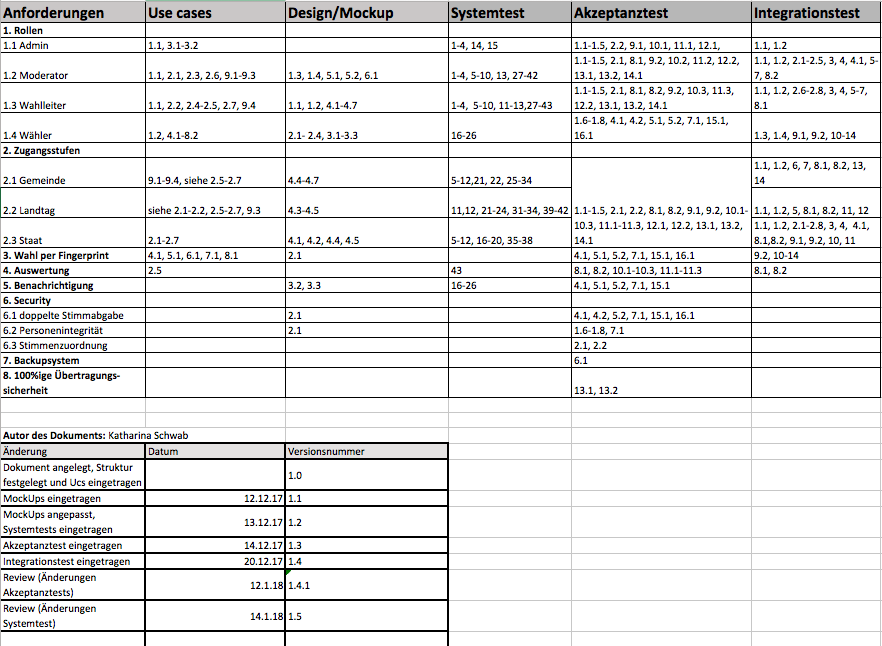 Anforderungen Use cases Design/Mockup Systemtest Akzeptanztest Integrationstest
1. Rollen
1.1 Admin 1.1, 3.1-3.2 1-4, 14, 15 1.1-1.5, 2.2, 9.1, 10.1, 11.1, 12.1, 1.1, 1.2
1.1-1.5, 2.1, 8.1, 9.2, 10.2, 11.2, 12.2, 1.1, 1.2, 2.1-2.5, 3, 4, 4.1, 5-
1.2 Moderator 1.1, 2.1, 2.3, 2.6, 9.1-9.3 1.3, 1.4, 5.1, 5.2, 6.1 1-4, 5-10, 13, 27-42 13.1, 13.2, 14.1 7, 8.2
1.1-1.5, 2.1, 8.1, 8.2, 9.2, 10.3, 11.3, 1.1, 1.2, 2.6-2.8, 3, 4, 5-7,
1.3 Wahlleiter 1.1, 2.2, 2.4-2.5, 2.7, 9.4 1.1, 1.2, 4.1-4.7 1-4, 5-10, 11-13,27-43 12.2, 13.1, 13.2, 14.1 8.1
1.6-1.8, 4.1, 4.2, 5.1, 5.2, 7.1, 15.1,
1.4 Wähler 1.2, 4.1-8.2 2.1- 2.4, 3.1-3.3 16-26 16.1 1.3, 1.4, 9.1, 9.2, 10-14
2. Zugangsstufen
1.1, 1.2, 6, 7, 8.1, 8.2, 13,
2.1 Gemeinde 9.1-9.4, siehe 2.5-2.7 4.4-4.7 5-12,21, 22, 25-34 14
2.2 Landtag siehe 2.1-2.2, 2.5-2.7, 9.3 4.3-4.5 11,12, 21-24, 31-34, 39-42 1.1-1.5, 2.1, 2.2, 8.1, 8.2, 9.1, 9.2, 10.1- 1.1, 1.2, 5, 8.1, 8.2, 11, 12
10.3, 11.1-11.3, 12.1, 12.2, 13.1, 13.2, 1.1, 1.2, 2.1-2.8, 3, 4, 4.1,
2.3 Staat 2.1-2.7 4.1, 4.2, 4.4, 4.5 5-12, 16-20, 35-38 14.1 8.1,8.2, 9.1, 9.2, 10, 11
3. Wahl per Fingerprint 4.1, 5.1, 6.1, 7.1, 8.1 2.1 4.1, 5.1, 5.2, 7.1, 15.1, 16.1 9.2, 10-14
4. Auswertung 2.5 43 8.1, 8.2, 10.1-10.3, 11.1-11.3 8.1, 8.2
5. Benachrichtigung 3.2, 3.3 16-26 4.1, 5.1, 5.2, 7.1, 15.1
6. Security
6.1 doppelte Stimmabgabe 2.1 4.1, 4.2, 5.2, 7.1, 15.1, 16.1
6.2 Personenintegrität 2.1 1.6-1.8, 7.1
6.3 Stimmenzuordnung 2.1, 2.2
7. Backupsystem 6.1
8. 100%ige Übertragungs-
sicherheit 13.1, 13.2
Autor des Dokuments: Katharina Schwab
Änderung Datum Versionsnummer
Dokument angelegt, Struktur
festgelegt und Ucs eingetragen 1.0
MockUps eingetragen 12.12.17 1.1
MockUps angepasst,
Systemtests eingetragen 13.12.17 1.2
Akzeptanztest eingetragen 14.12.17 1.3
Integrationstest eingetragen 20.12.17 1.4
Review (Änderungen
Akzeptanztests) 12.1.18 1.4.1
Review (Änderungen
Systemtest) 14.1.18 1.5